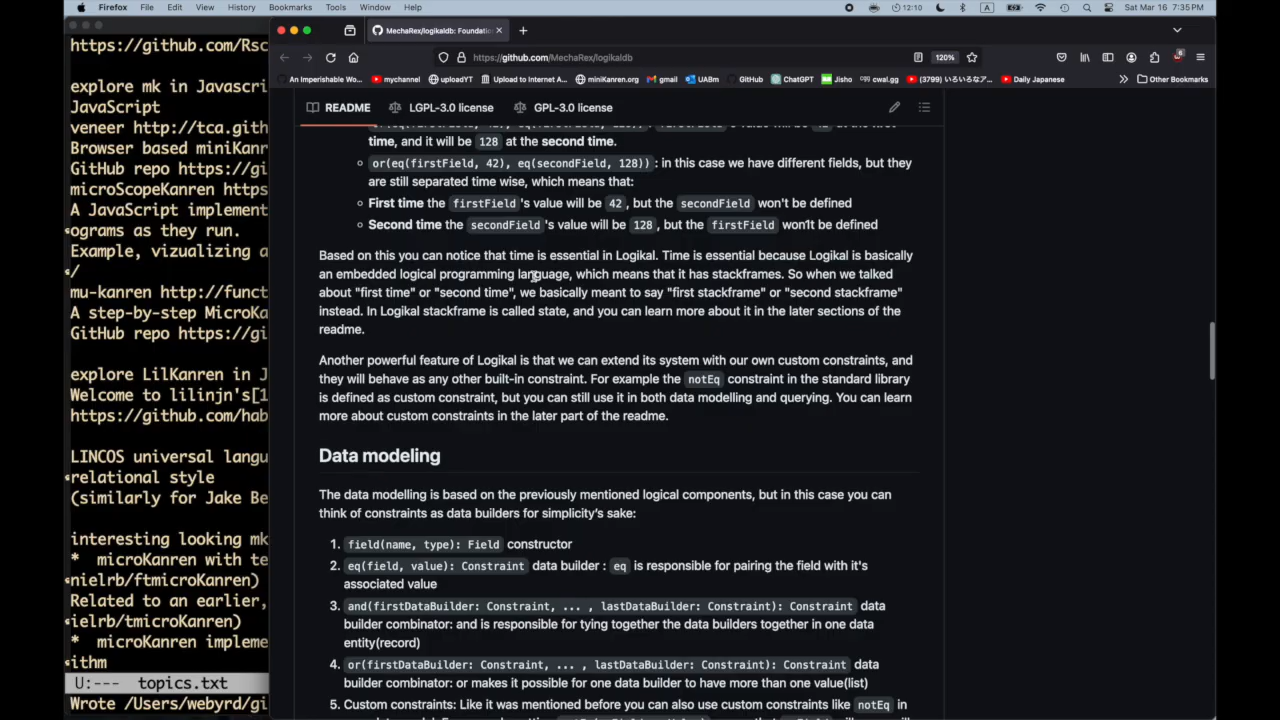 Firefox File Edit View History Bookmarks Tools Window Help 12:10 A Sat Mar 16 7:35 PM
MechaRex/logikaldb: Foundatio
https://github.com/MechaRex/logikaldb 120%
An Imperishable Wo... mychannel uploadYT Upload to Internet A... miniKanren.org gmail UABm GitHub ChatGPT Jisho cwal.gg (3799) いろいろなア... Daily Japanese Other Bookmarks
README LGPL-3.0 license GPL-3.0 license
time, and it will be 128 at the second time.
or(eq(firstField, 42), eq(secondField, 128)) : in this case we have different fields, but they
are still separated time wise, which means that:
First time the firstField 's value will be 42 , but the secondField won't be defined
Second time the secondField 's value will be 128 , but the firstField won't be defined
Based on this you can notice that time is essential in Logikal. Time is essential because Logikal is basically
an embedded logical programming language, which means that it has stackframes. So when we talked
about "first time" or "second time", we basically meant to say "first stackframe" or "second stackframe"
instead. In Logikal stackframe is called state, and you can learn more about it in the later sections of the
readme.
Another powerful feature of Logikal is that we can extend its system with our own custom constraints, and
they will behave as any other built-in constraint. For example the notEq constraint in the standard library
is defined as custom constraint, but you can still use it in both data modelling and querying. You can learn
more about custom constraints in the later part of the readme.
Data modeling
The data modelling is based on the previously mentioned logical components, but in this case you can
think of constraints as data builders for simplicity's sake:
1. field(name, type): Field constructor
2. eq(field, value): Constraint data builder : eq is responsible for pairing the field with it's
associated value
3. and(firstDataBuilder: Constraint, ... , lastDataBuilder: Constraint): Constraint data
builder combinator: and is responsible for tying together the data builders together in one data
entity(record)
4. or(firstDataBuilder: Constraint, ... , lastDataBuilder: Constraint): Constraint data
builder combinator: or makes it possible for one data builder to have more than one value(list)
5. Custom constraints: Like it was mentioned before you can also use custom constraints like notEq in
https://github.com/Rsc
explore mk in Javascri
JavaScript
veneer http://tca.gith
Browser based miniKanr
GitHub repo https://gi
microScopeKanren https
A JavaScript implement
ograms as they run.
Example, vizualizing a
/
mu-kanren http://funct
A step-by-step MicroKa
GitHub repo https://gi
explore LilKanren in J
Welcome to lilinjn's[1
https://github.com/hab
LINCOS universal langu
relational style
(similarly for Jake Be
interesting looking mk
* microKanren with te
nielrb/ftmicroKanren)
Related to an earlier,
ielrb/tmicroKanren)
* microKanren impleme
ithm
U:--- topics.txt
Wrote /Users/webyrd/gi